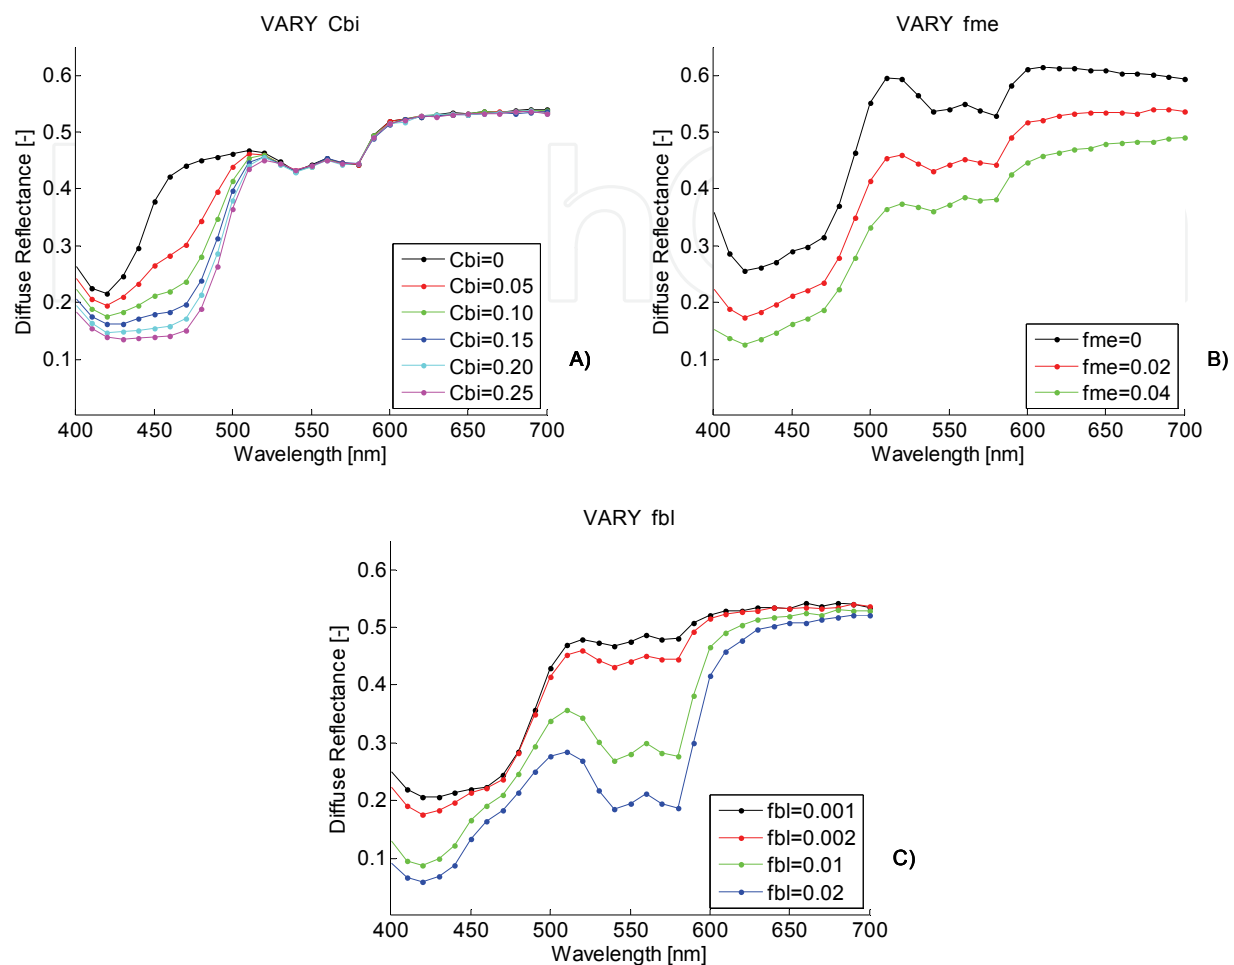 VARY Cbi
Diffuse Reflectance [-]
0.6
0.5
0.4
0.3
0.2
0.1
400
450
500
550
600
650
700
Wavelength [nm]
Cbi=0
Cbi=0.05
Cbi=0.10
Cbi=0.15
Cbi=0.20
Cbi=0.25
A)
VARY fme
Diffuse Reflectance [-]
0.6
0.5
0.4
0.3
0.2
0.1
400
450
500
550
600
650
700
Wavelength [nm]
fme=0
fme=0.02
fme=0.04
B)
VARY fbl
Diffuse Reflectance [-]
0.6
0.5
0.4
0.3
0.2
0.1
400
450
500
550
600
650
700
Wavelength [nm]
fbl=0.001
fbl=0.002
fbl=0.01
fbl=0.02
C)